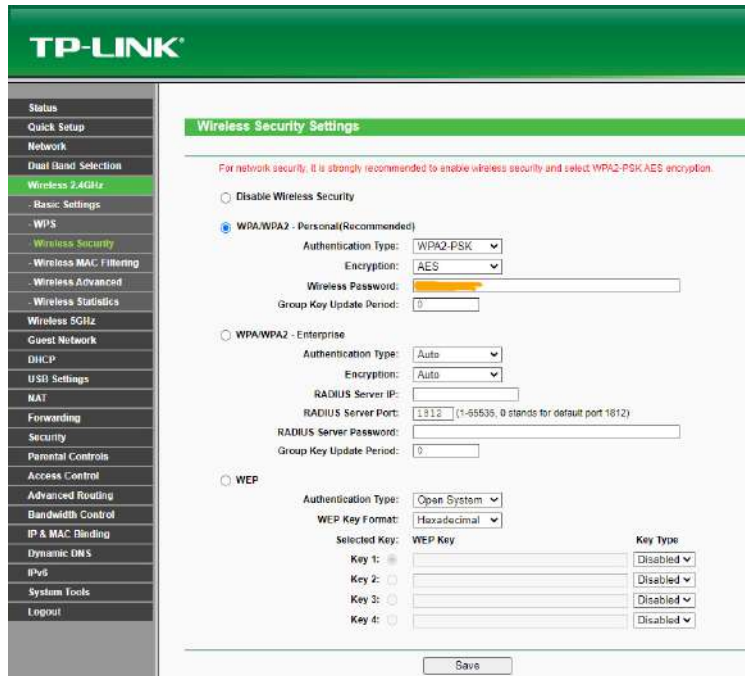 TP-LINK®
Status
Quick Setup
Network
Dual Band Selection
Wireless 2.4GHz
- Basic Settings
- WPS
- Wireless Security
- Wireless MAC Filtering
- Wireless Advanced
- Wireless Statistics
Wireless 5GHz
Guest Network
DHCP
USB Settings
NAT
Forwarding
Security
Parental Controls
Access Control
Advanced Routing
Bandwidth Control
IP & MAC Binding
Dynamic DNS
IPv6
System Tools
Logout
Wireless Security Settings
For network security, it is strongly recommended to enable wireless security and select WPA2-PSK AES encryption.
Disable Wireless Security
WPA/WPA2 - Personal(Recommended)
Authentication Type: WPA2-PSK
Encryption: AES
Wireless Password:
Group Key Update Period: 0
WPA/WPA2 - Enterprise
Authentication Type: Auto
Encryption: Auto
RADIUS Server IP:
RADIUS Server Port: 1812 (1-65535, 0 stands for default port 1812)
RADIUS Server Password:
Group Key Update Period: 0
WEP
Authentication Type: Open System
WEP Key Format: Hexadecimal
Selected Key: WEP Key Key Type
Key 1: Disabled
Key 2: Disabled
Key 3: Disabled
Key 4: Disabled
Save